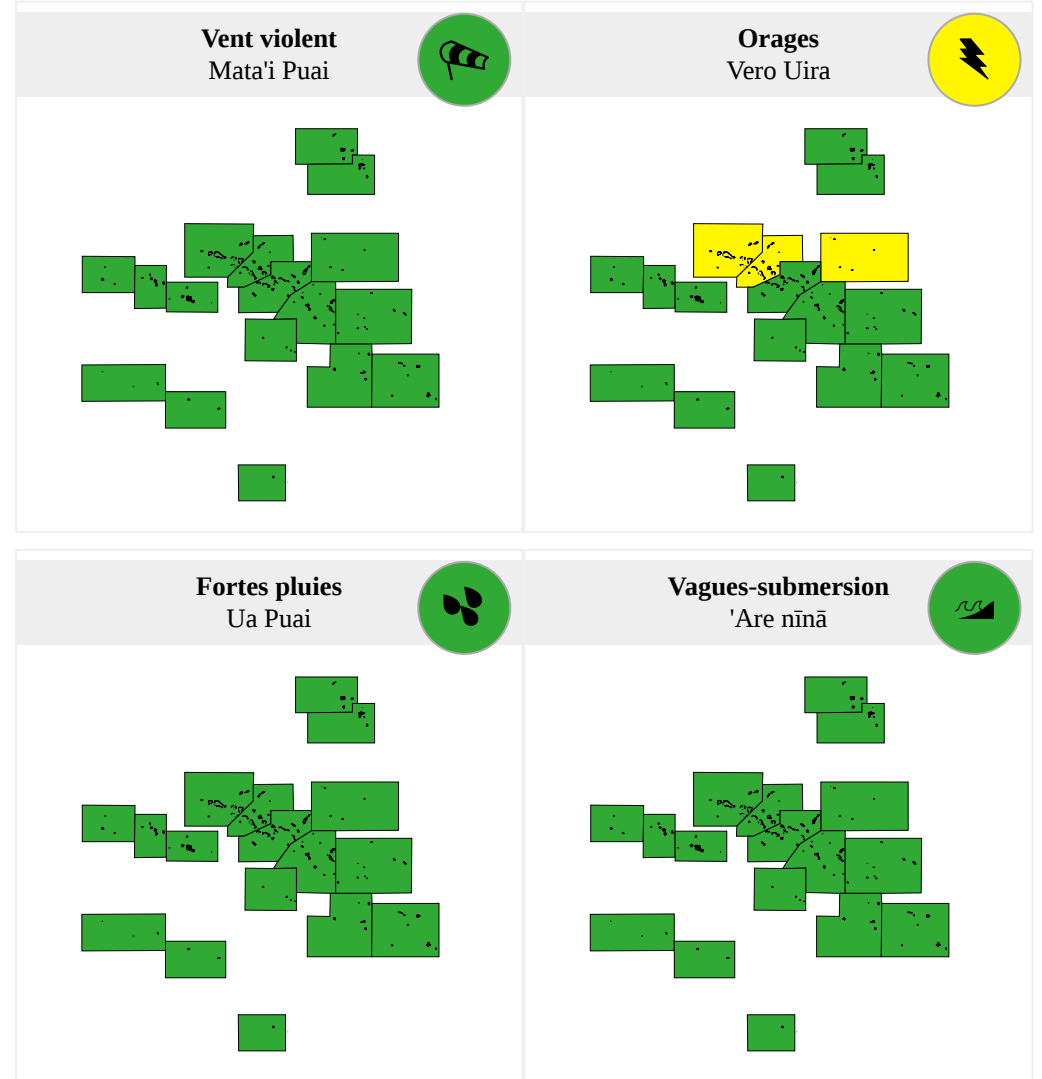 Vent violent
Mata'i Puai
Orages
Vero Uira
Fortes pluies
Ua Puai
Vagues-submersion
'Are nīnā